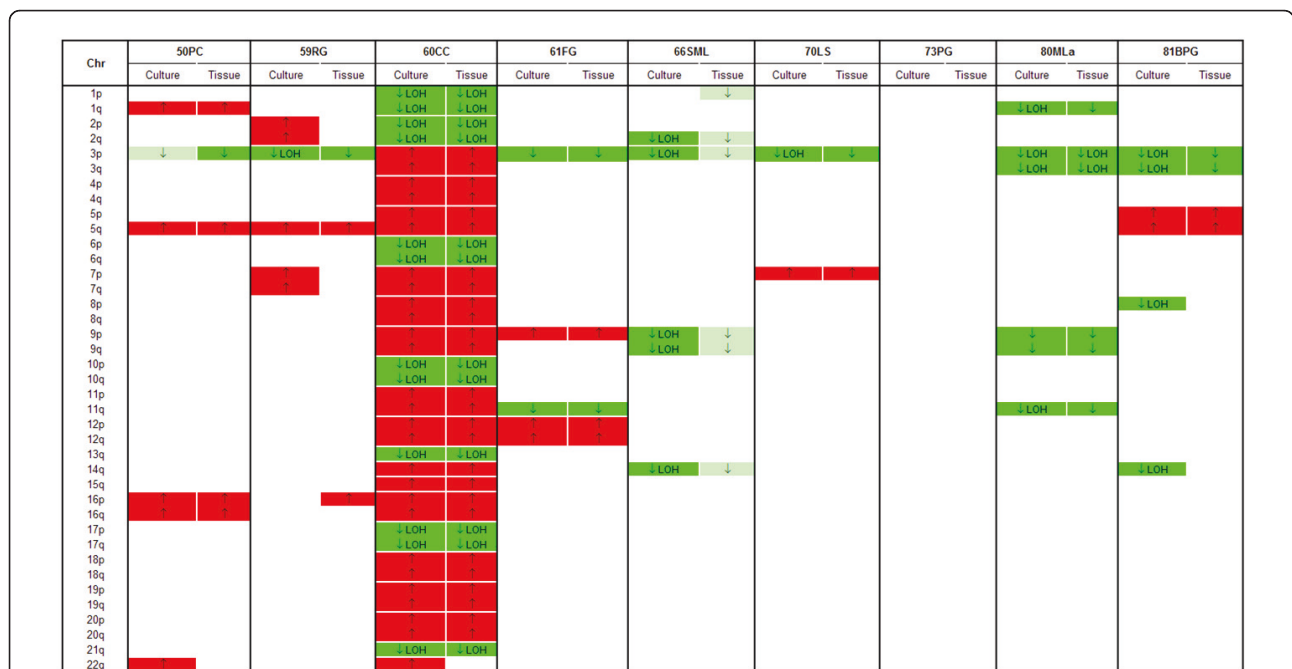 50PC 59RG 60CC 61FG 66SML 70LS 73PG 80MLa 81BPG
Chr
Culture Tissue Culture Tissue Culture Tissue Culture Tissue Culture Tissue Culture Tissue Culture Tissue Culture Tissue Culture Tissue
1p ↓LOH ↓LOH ↓
1q ↑ ↑ ↓LOH ↓LOH ↓LOH ↓
2p ↑ ↓LOH ↓LOH
2q ↑ ↓LOH ↓LOH ↓LOH ↓
3p ↓ ↓ ↓LOH ↓ ↑ ↑ ↓ ↓ ↓LOH ↓ ↓LOH ↓ ↓LOH ↓LOH ↓LOH ↓
3q ↑ ↑ ↓LOH ↓LOH ↓LOH ↓
4p ↑ ↑
4q ↑ ↑
5p ↑ ↑ ↑ ↑
5q ↑ ↑ ↑ ↑ ↑ ↑ ↑ ↑
6p ↓LOH ↓LOH
6q ↓LOH ↓LOH
7p ↑ ↑ ↑ ↑ ↑
7q ↑ ↑ ↑
8p ↑ ↑ ↓LOH
8q ↑ ↑
9p ↑ ↑ ↑ ↑ ↓LOH ↓ ↓ ↓
9q ↑ ↑ ↓LOH ↓ ↓ ↓
10p ↓LOH ↓LOH
10q ↓LOH ↓LOH
11p ↑ ↑
11q ↑ ↑ ↓ ↓ ↓LOH ↓
12p ↑ ↑ ↑ ↑
12q ↑ ↑ ↑ ↑
13q ↓LOH ↓LOH
14q ↑ ↑ ↓LOH ↓ ↓LOH
15q ↑ ↑
16p ↑ ↑ ↑ ↑ ↑
16q ↑ ↑ ↑ ↑
17p ↓LOH ↓LOH
17q ↓LOH ↓LOH
18p ↑ ↑
18q ↑ ↑
19p ↑ ↑
19q ↑ ↑
20p ↑ ↑
20q ↑ ↑
21q ↓LOH ↓LOH
22q ↑ ↑